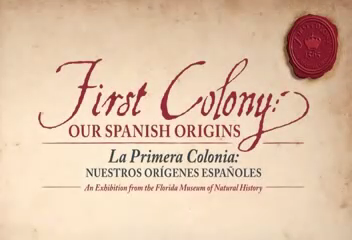 First Colony:
OUR SPANISH ORIGINS
La Primera Colonia:
NUESTROS ORÍGENES ESPAÑOLES
An Exhibition from the Florida Museum of Natural History